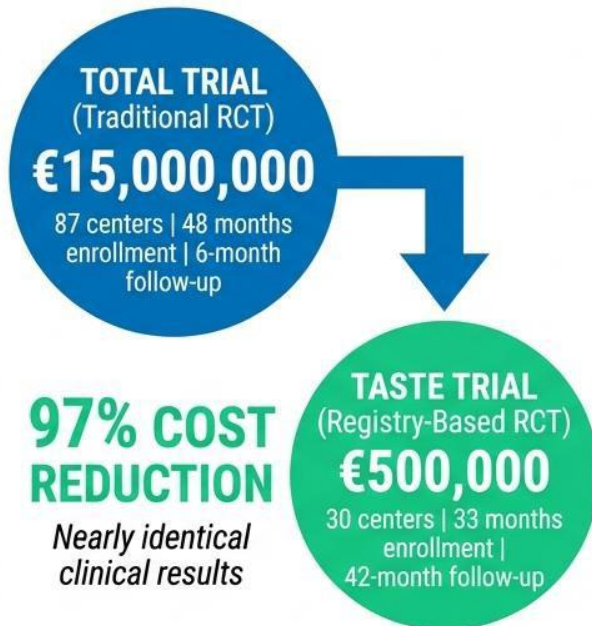 TOTAL TRIAL
(Traditional RCT)
€15,000,000
87 centers | 48 months
enrollment | 6-month
follow-up
97% COST
REDUCTION
Nearly identical
clinical results
TASTE TRIAL
(Registry-Based RCT)
€500,000
30 centers | 33 months
enrollment |
42-month follow-up